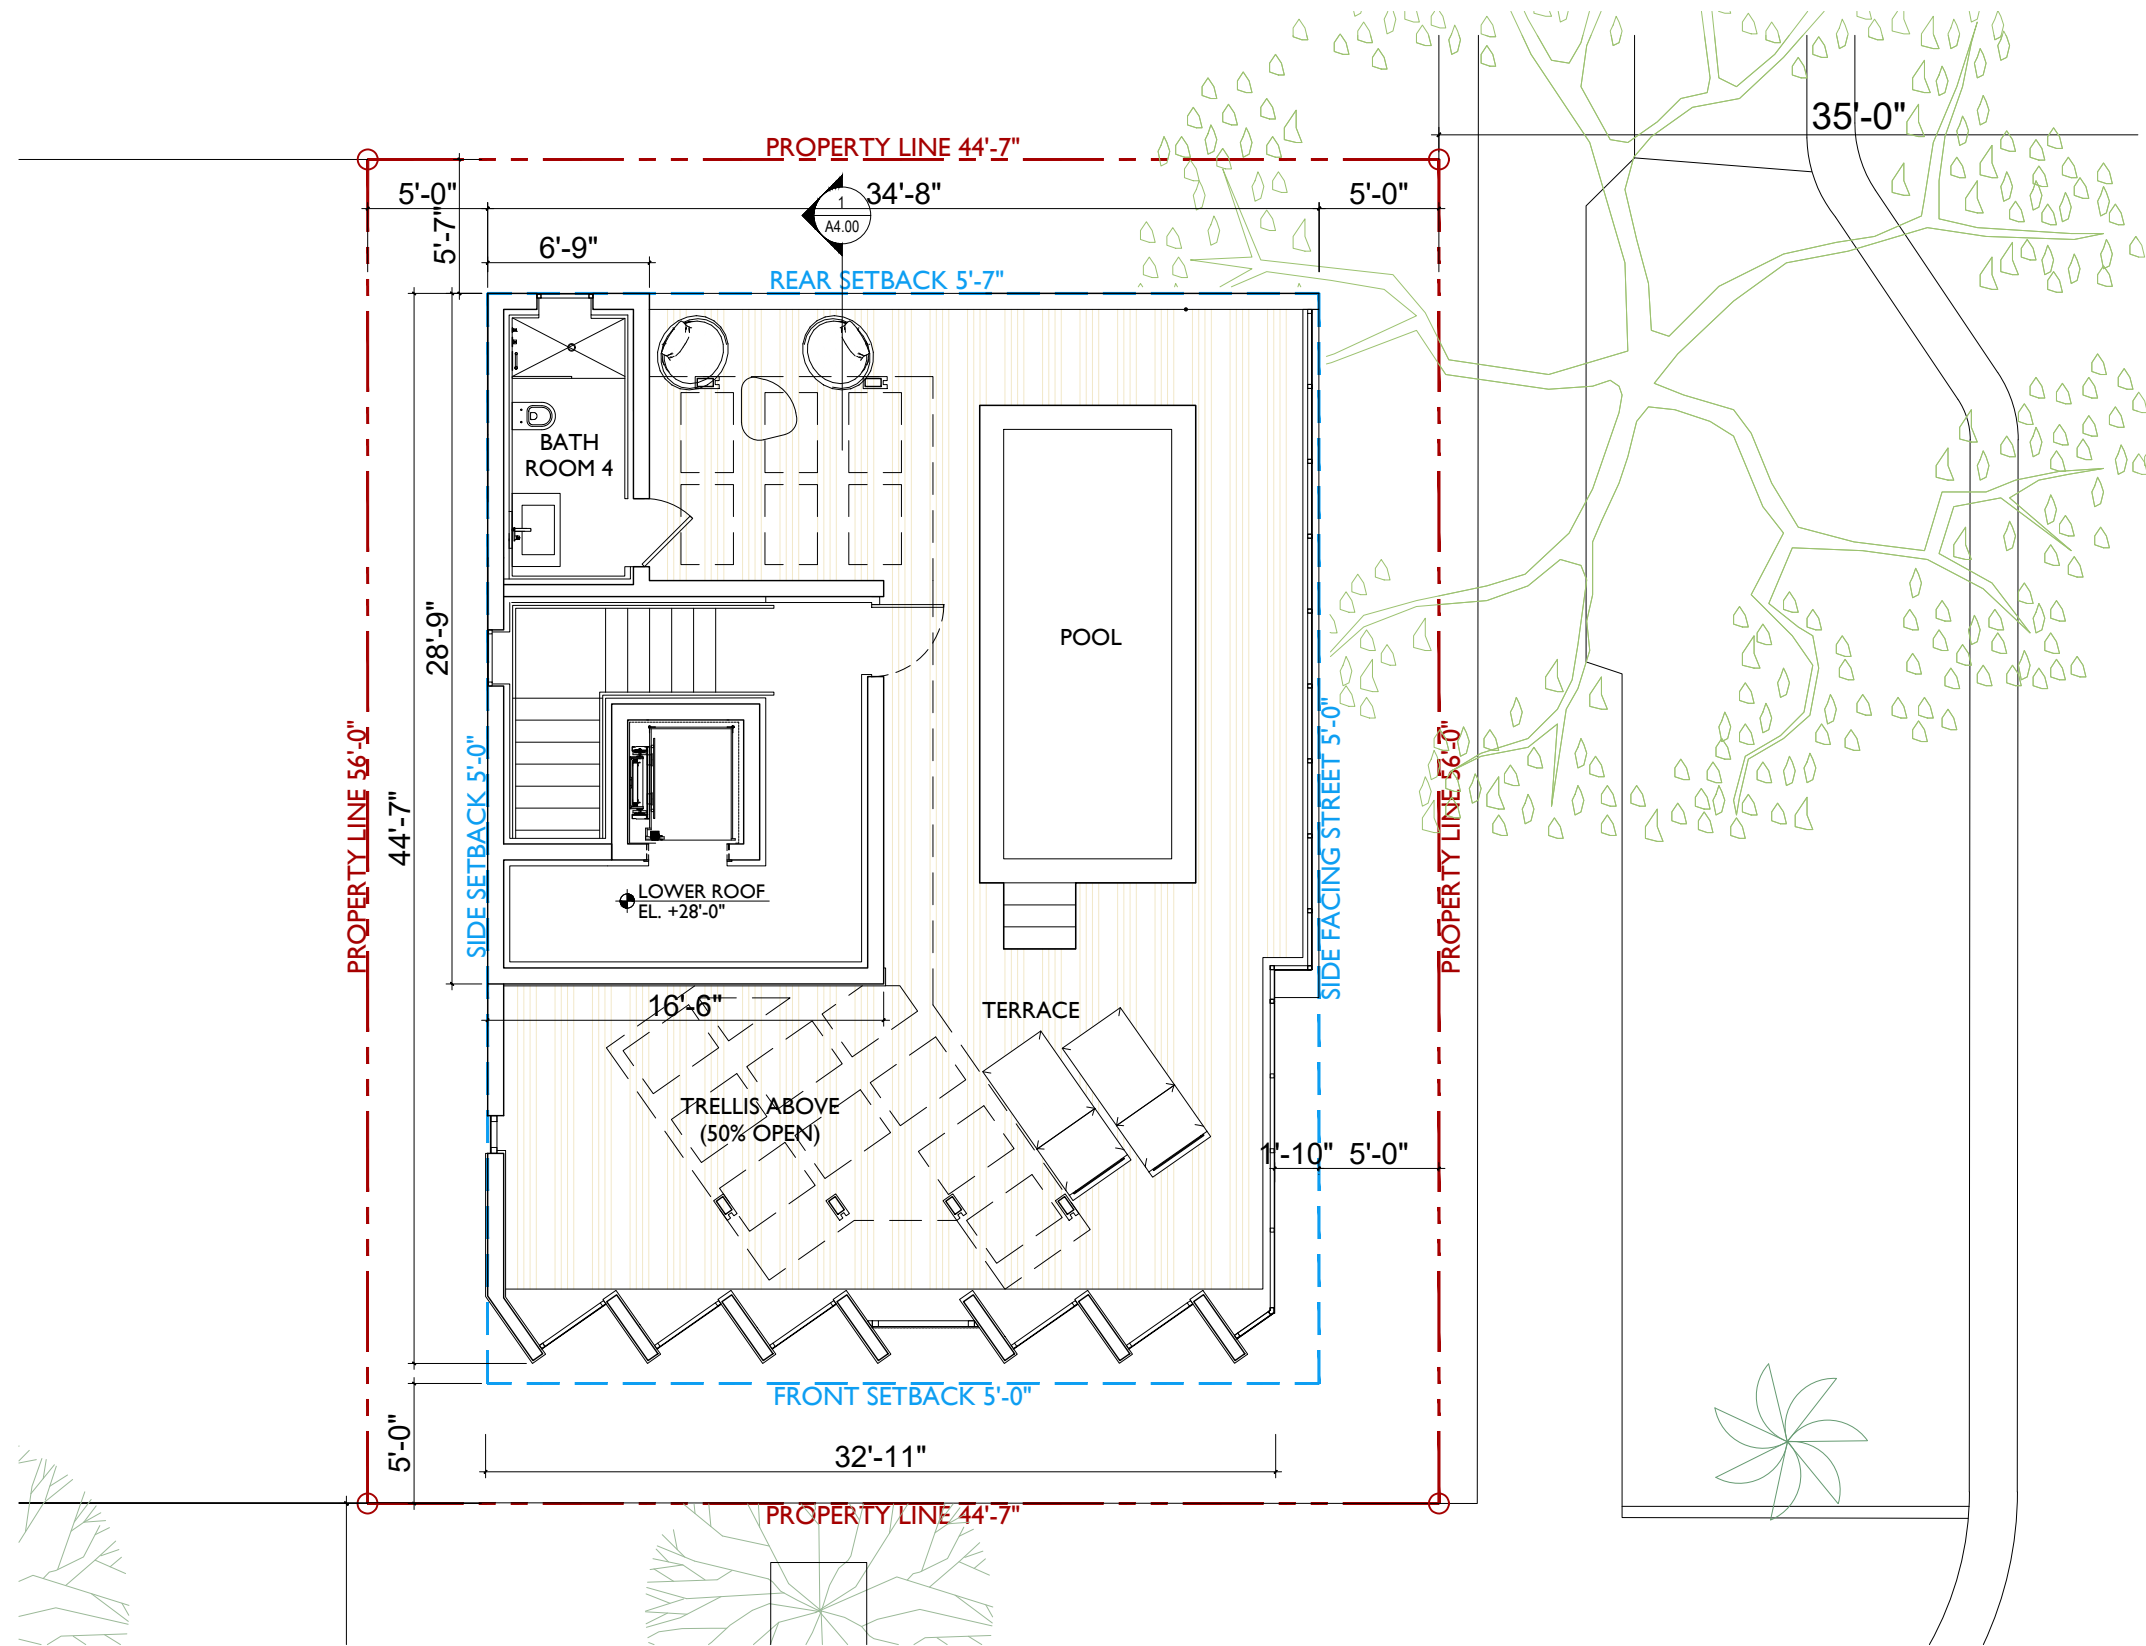 35'-0"
PROPERTY LINE 44'-7"
5'-0"
34'-8"
5'-0"
1
A4.00
5'-7"
6'-9"
REAR SETBACK 5'-7"
BATH
ROOM 4
28'-9"
POOL
PROPERTY LINE 56'-0"
44'-7"
SIDE SETBACK 5'-0"
SIDE FACING STREET 5'-0"
PROPERTY LINE 56'-0"
LOWER ROOF
EL. +28'-0"
16'-6"
TERRACE
TRELLIS ABOVE
(50% OPEN)
1'-10"
5'-0"
FRONT SETBACK 5'-0"
5'-0"
32'-11"
PROPERTY LINE 44'-7"